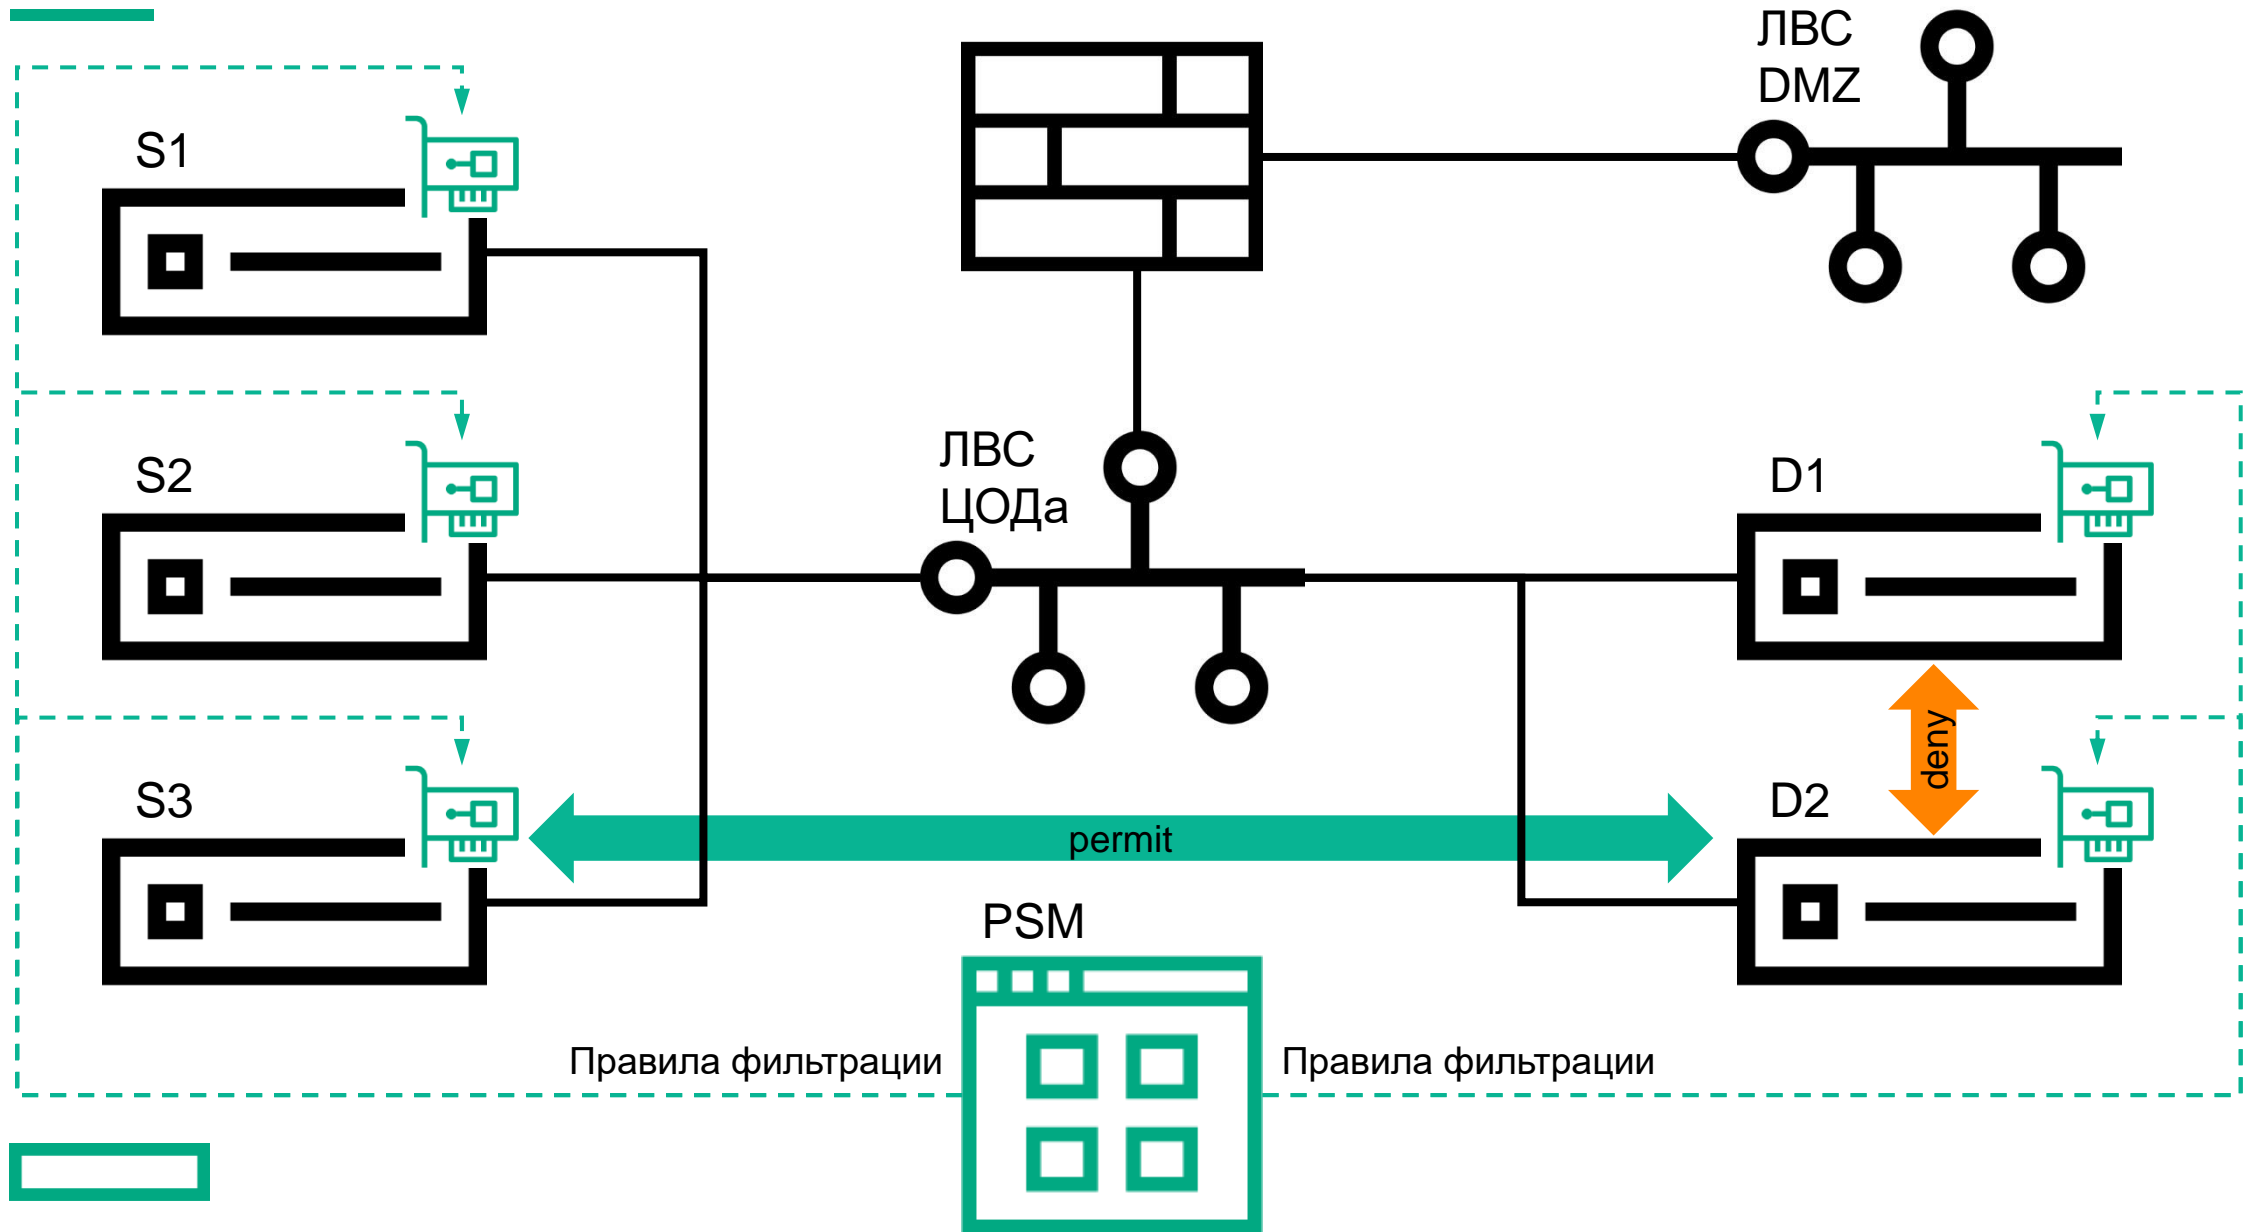 ЛВС
DMZ
S1
ЛВС
ЦОДа
S2
D1
S3
permit
deny
D2
PSM
Правила фильтрации
Правила фильтрации